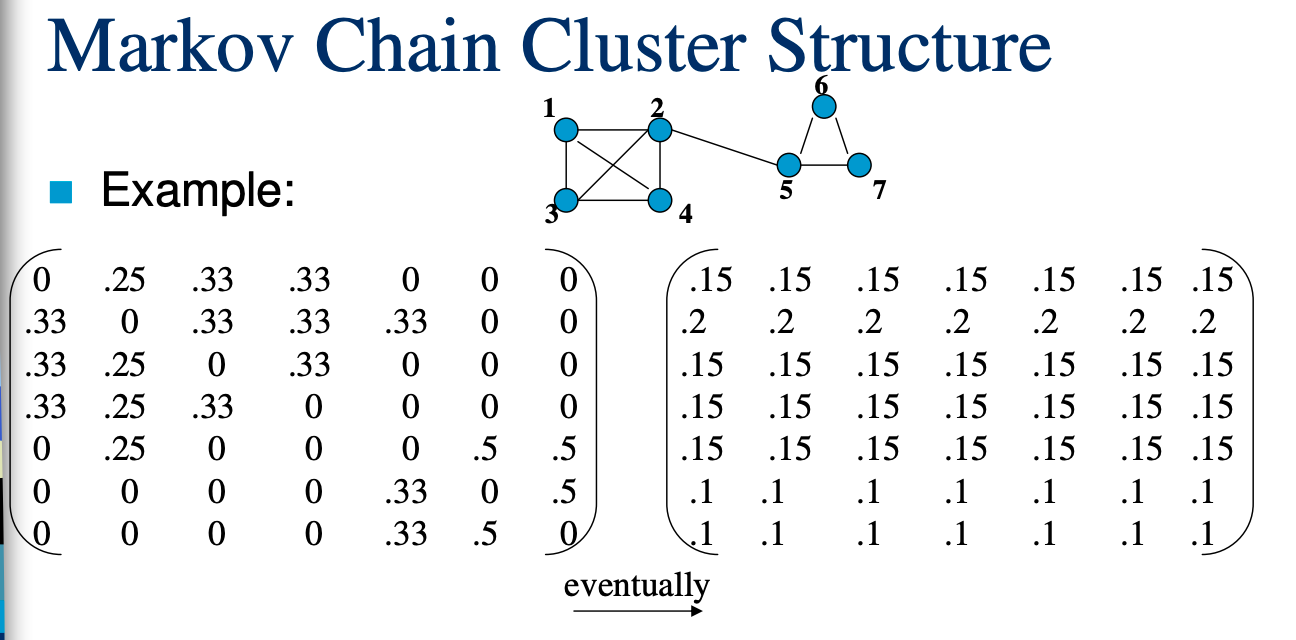 Markov Chain Cluster Structure
6
1 2
Example:
5 7
3 4
0 .25 .33 .33 0 0 0
.33 0 .33 .33 .33 0 0
.33 .25 0 .33 0 0 0
.33 .25 .33 0 0 0 0
0 .25 0 0 0 .5 .5
0 0 0 0 .33 0 .5
0 0 0 0 .33 .5 0
.15 .15 .15 .15 .15 .15 .15
.2 .2 .2 .2 .2 .2 .2
.15 .15 .15 .15 .15 .15 .15
.15 .15 .15 .15 .15 .15 .15
.15 .15 .15 .15 .15 .15 .15
.1 .1 .1 .1 .1 .1 .1
.1 .1 .1 .1 .1 .1 .1
eventually